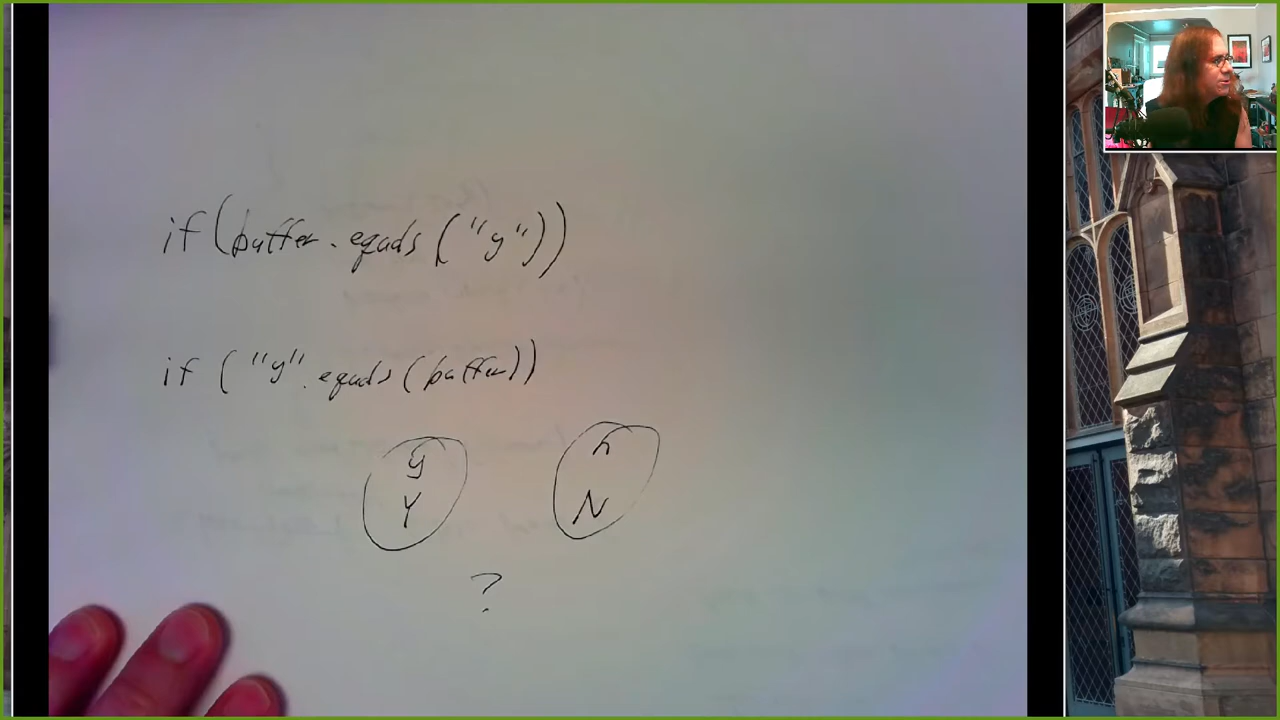 if (buffer.equals("y"))
if ("y".equals(buffer))
y n
Y N
?